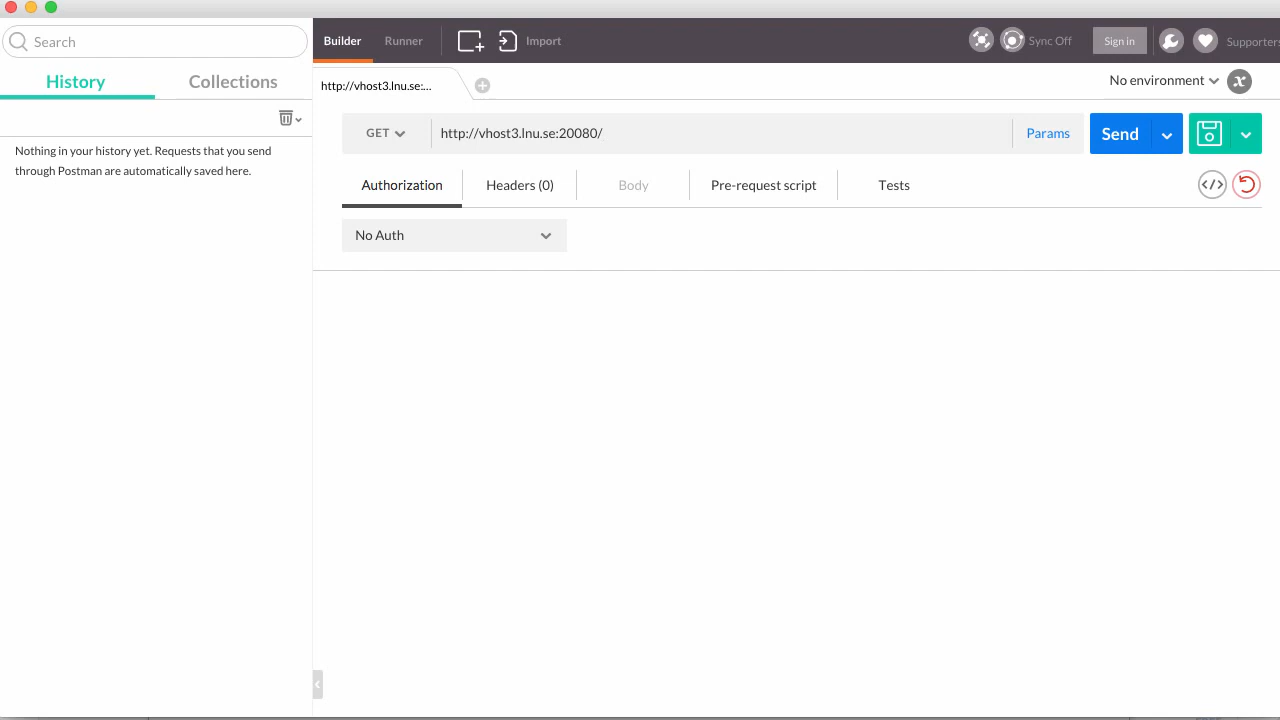 Search
History
Collections
Nothing in your history yet. Requests that you send
through Postman are automatically saved here.
Builder
Runner
Import
Sync Off
Sign in
Supporters
http://vhost3.lnu.se:...
No environment
GET
http://vhost3.lnu.se:20080/
Params
Send
Authorization
Headers (0)
Body
Pre-request script
Tests
No Auth